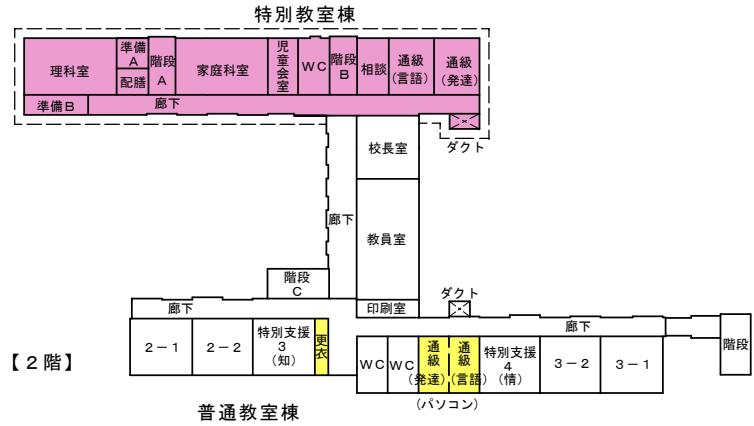 特別教室棟
理科室
準備
A
配膳
階段
A
家庭科室
児童会室
WC
階段
B
相談
通級
(言語)
通級
(発達)
準備B
廊下
ダクト
校長室
廊下
教員室
階段
C
印刷室
ダクト
廊下
廊下
2-1
2-2
特別支援
3
(知)
更衣
WC
WC
通級
(発達)
通級
(言語)
特別支援
4
(情)
3-2
3-1
階段
【2階】
(パソコン)
普通教室棟